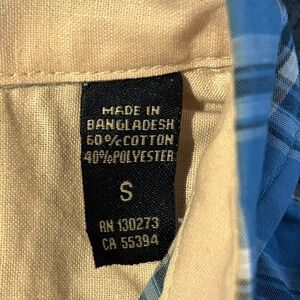 MADE IN
BANGLADESH
60%COTTON
40%POLYESTER
S
RN 130273
CA 55394